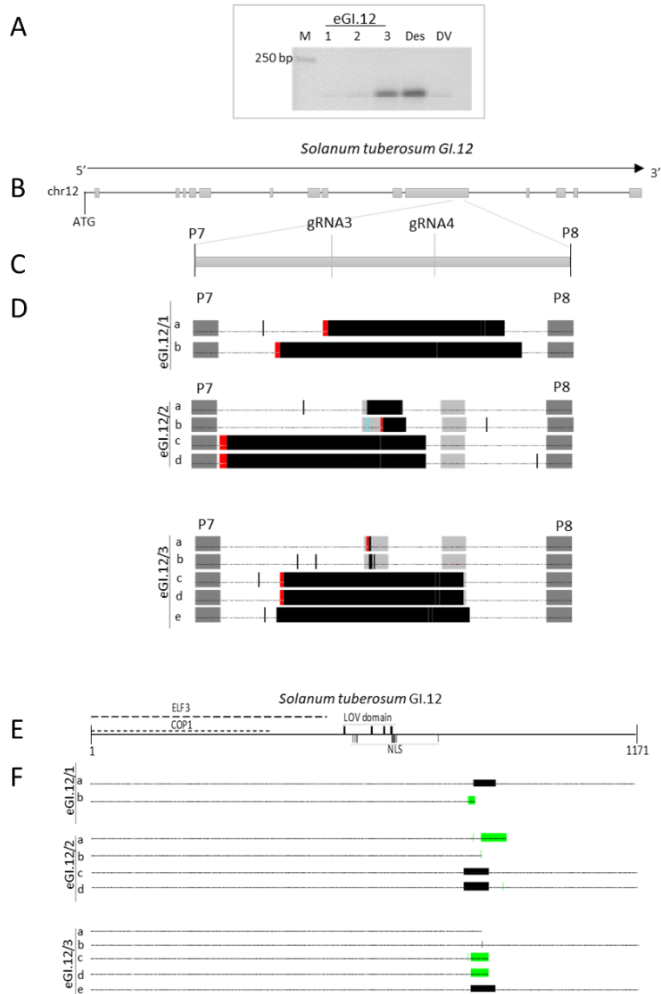 A
eGI.12
M 1 2 3 Des DV
250 bp
Solanum tuberosum GI.12
5’ 3’
B
chr12
ATG
P7 gRNA3 gRNA4 P8
C
D
P7 P8
eGI.12/1
a
b
P7 P8
eGI.12/2
a
b
c
d
P7 P8
eGI.12/3
a
b
c
d
e
Solanum tuberosum GI.12
ELF3
COP1
LOV domain
E
NLS
1 1171
F
eGI.12/1
a
b
eGI.12/2
a
b
c
d
eGI.12/3
a
b
c
d
e